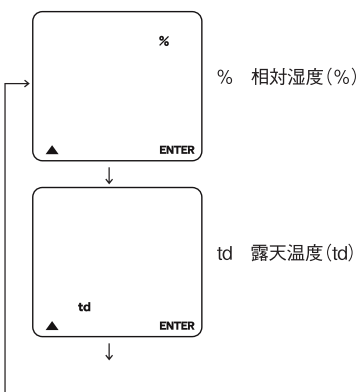 %
% 相対湿度(%)
▲ ENTER
td 露天温度(td)
td
▲ ENTER